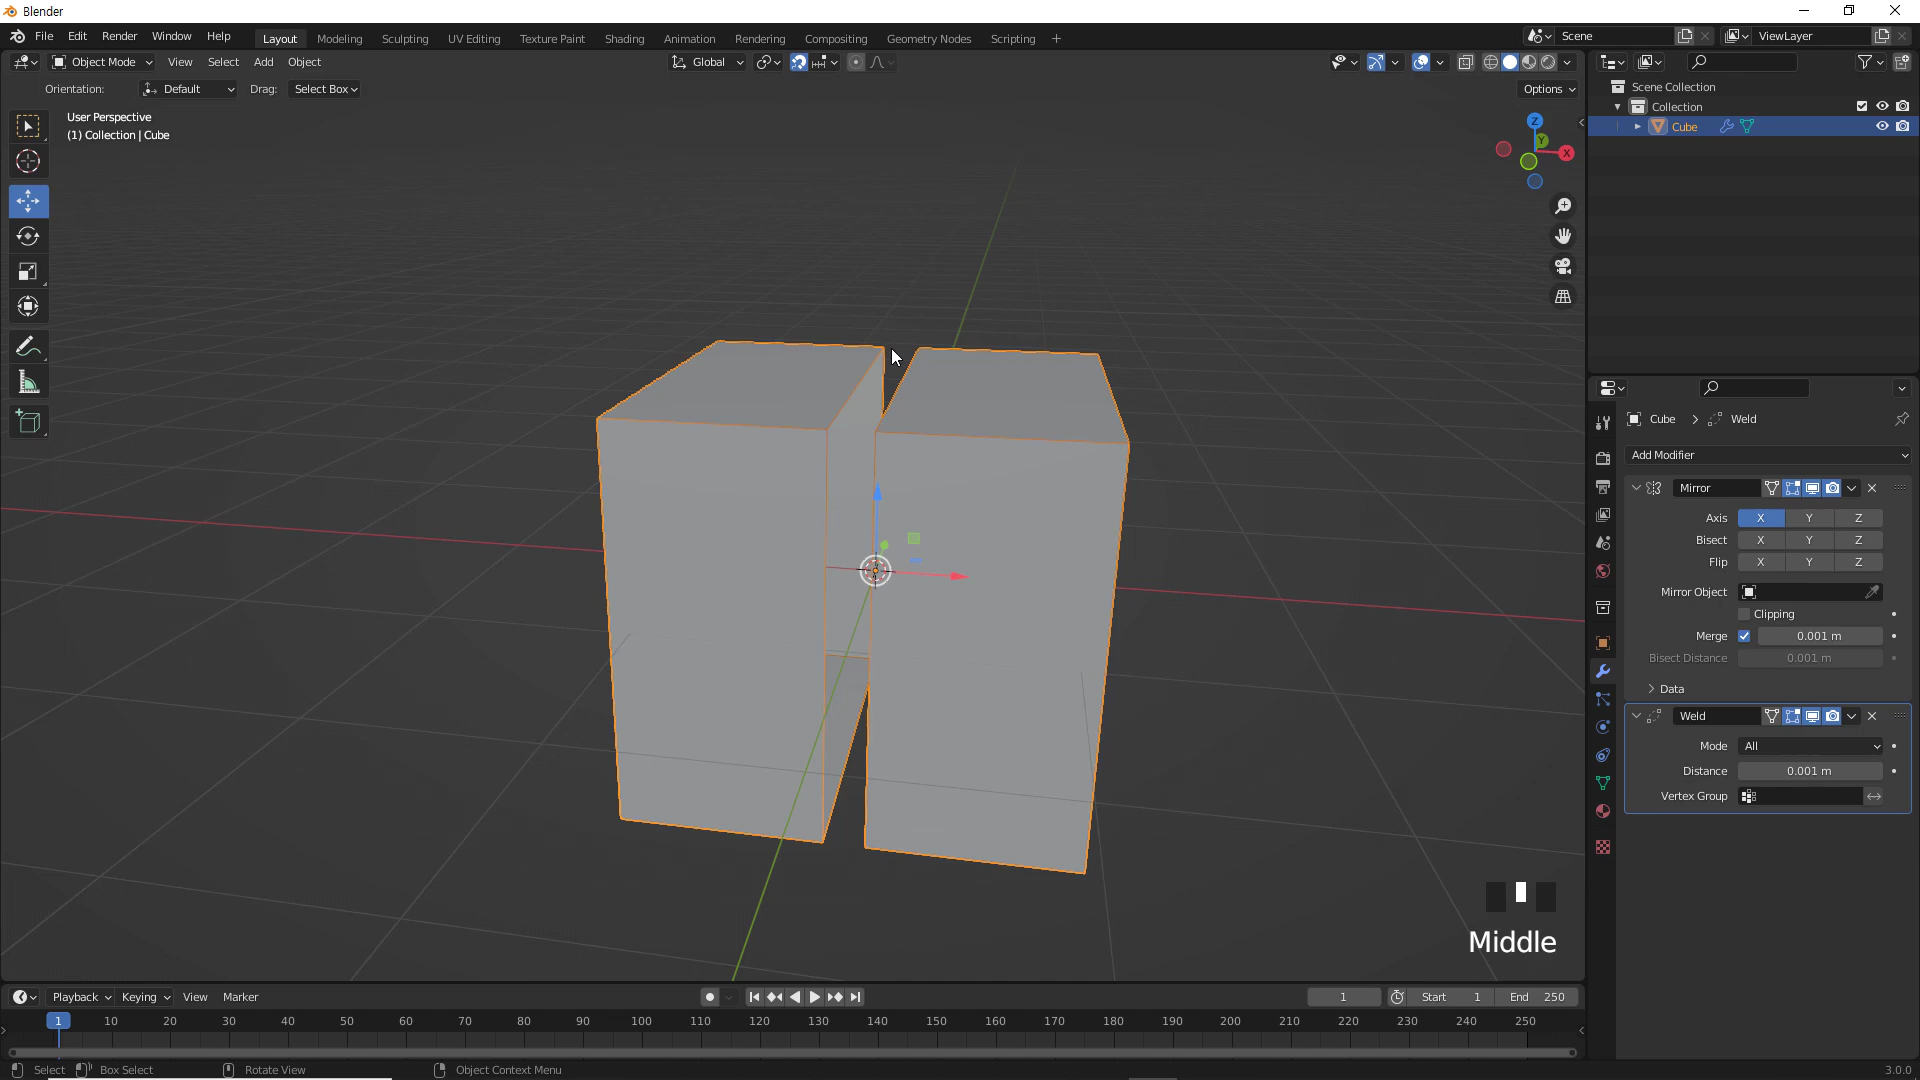 Blender
File Edit Render Window Help
Layout Modeling Sculpting UV Editing Texture Paint Shading Animation Rendering Compositing Geometry Nodes Scripting +
Scene
ViewLayer
Object Mode View Select Add Object
Global
Orientation: Default Drag: Select Box
Options
User Perspective
(1) Collection | Cube
Z
Y
X
Scene Collection
Collection
Cube
Cube > Weld
Add Modifier
Mirror
Axis X Y Z
Bisect X Y Z
Flip X Y Z
Mirror Object
Clipping
Merge 0.001 m
Bisect Distance 0.001 m
> Data
Weld
Mode All
Distance 0.001 m
Vertex Group
Middle
Playback Keying View Marker
1
Start 1
End 250
1 10 20 30 40 50 60 70 80 90 100 110 120 130 140 150 160 170 180 190 200 210 220 230 240 250
Select Box Select Rotate View Object Context Menu
3.0.0